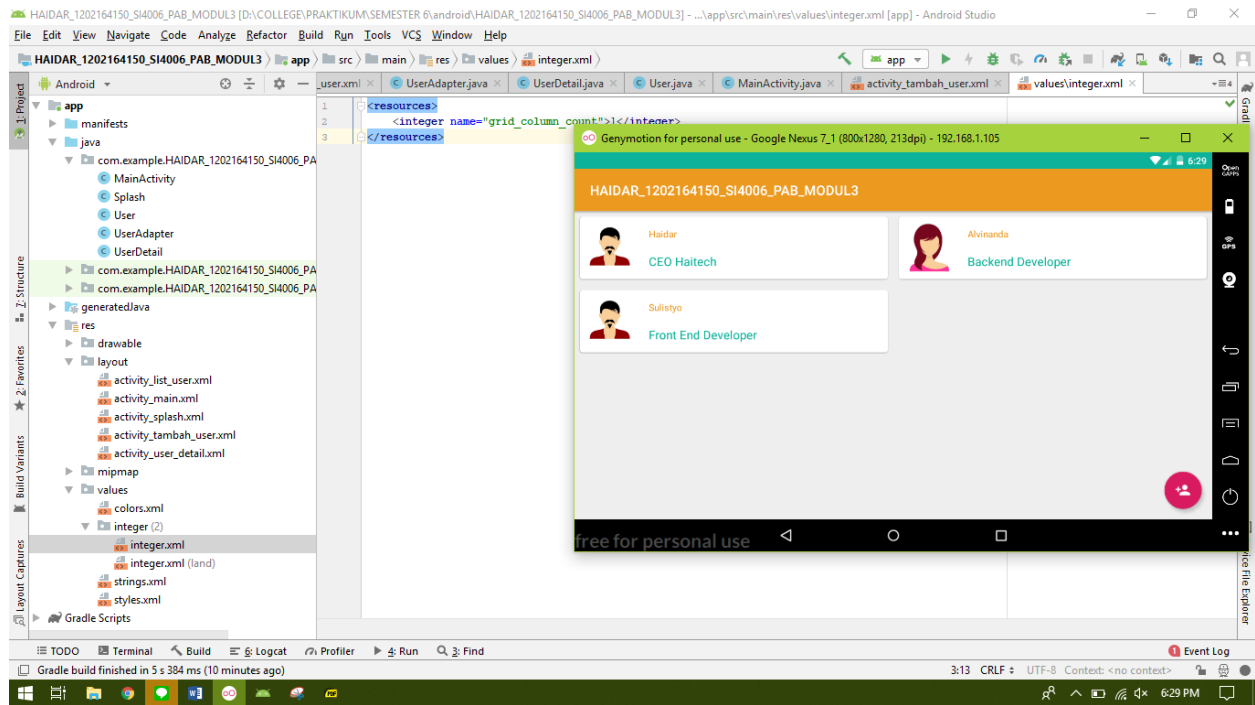 HAIDAR_1202164150_SI4006_PAB_MODUL3 [D:\COLLEGE\PRAKTIKUM\SEMESTER 6\android\HAIDAR_1202164150_SI4006_PAB_MODUL3] - ...\app\src\main\res\values\integer.xml [app] - Android Studio
File Edit View Navigate Code Analyze Refactor Build Run Tools VCS Window Help
HAIDAR_1202164150_SI4006_PAB_MODUL3 app src main res values integer.xml app
Android _user.xml UserAdapter.java UserDetail.java User.java MainActivity.java activity_tambah_user.xml values\integer.xml
1: Project
Z: Structure
2: Favorites
Build Variants
Layout Captures
app
manifests
java
com.example.HAIDAR_1202164150_SI4006_PA
MainActivity
Splash
User
UserAdapter
UserDetail
com.example.HAIDAR_1202164150_SI4006_PA
com.example.HAIDAR_1202164150_SI4006_PA
generatedJava
res
drawable
layout
activity_list_user.xml
activity_main.xml
activity_splash.xml
activity_tambah_user.xml
activity_user_detail.xml
mipmap
values
colors.xml
integer (2)
integer.xml
integer.xml (land)
strings.xml
styles.xml
Gradle Scripts
1 <resources>
2 <integer name="grid_column_count">1</integer>
3 </resources>
Genymotion for personal use - Google Nexus 7_1 (800x1280, 213dpi) - 192.168.1.105
6:29
HAIDAR_1202164150_SI4006_PAB_MODUL3
Haidar
CEO Haitech
Alvinanda
Backend Developer
Sulistyo
Front End Developer
free for personal use
Open GAPPS
GPS
Gradl
ice File Explorer
TODO Terminal Build 6: Logcat Profiler 4: Run 3: Find 1 Event Log
Gradle build finished in 5 s 384 ms (10 minutes ago) 3:13 CRLF UTF-8 Context: <no context>
6:29 PM